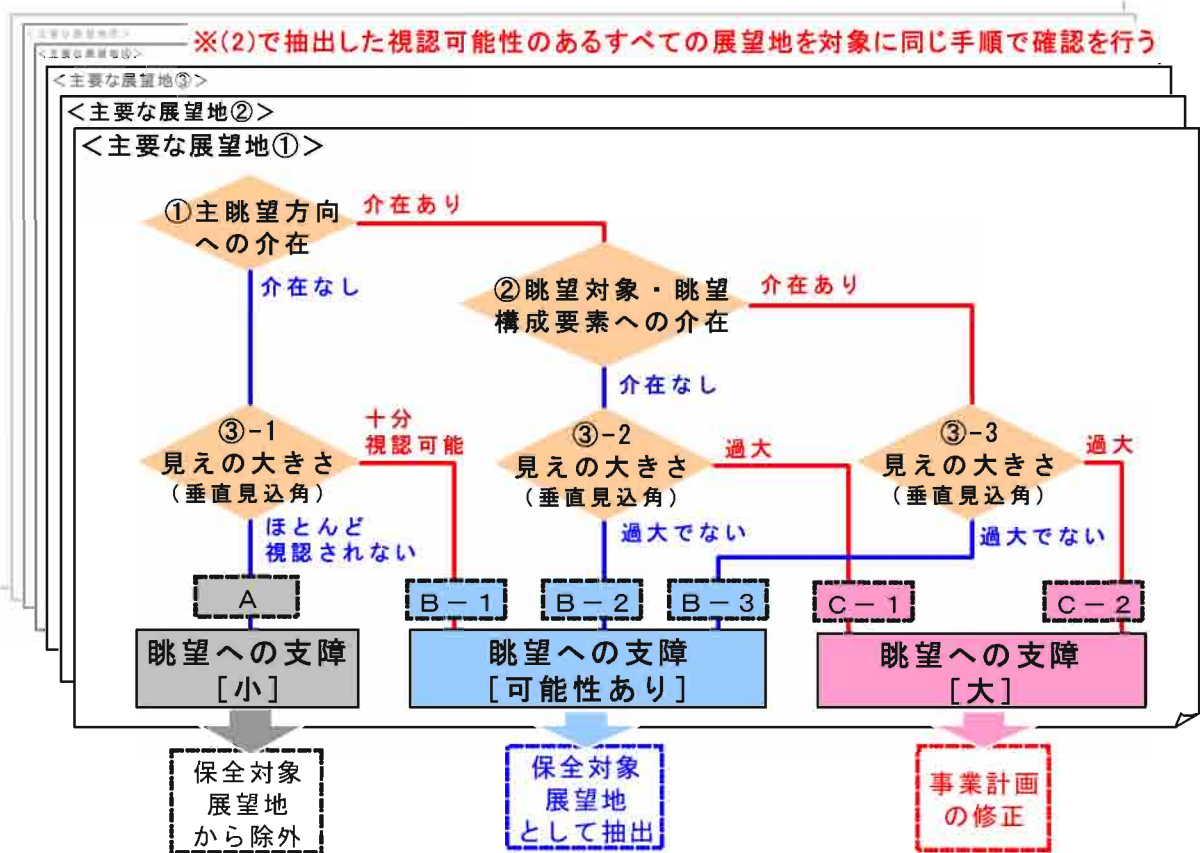 ※(2)で抽出した視認可能性のあるすべての展望地を対象に同じ手順で確認を行う
<主要な展望地③>
<主要な展望地②>
<主要な展望地①>
①主眺望方向
への介在
介在あり
介在なし
②眺望対象・眺望
構成要素への介在
介在あり
介在なし
③-1
見えの大きさ
(垂直見込角)
十分
視認可能
ほとんど
視認されない
③-2
見えの大きさ
(垂直見込角)
過大
過大でない
③-3
見えの大きさ
(垂直見込角)
過大
過大でない
A
B-1
B-2
B-3
C-1
C-2
眺望への支障
[小]
眺望への支障
[可能性あり]
眺望への支障
[大]
保全対象
展望地
から除外
保全対象
展望地
として抽出
事業計画
の修正